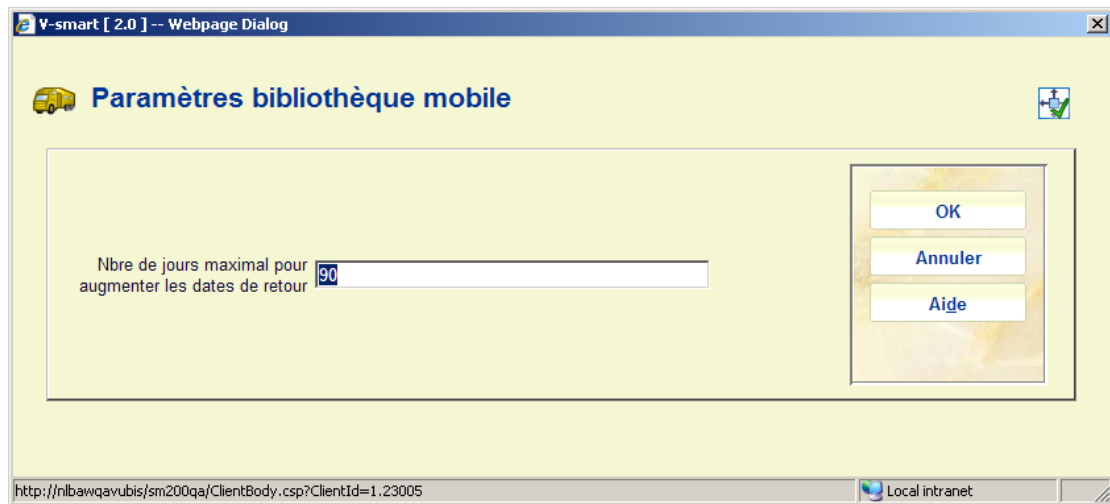 V-smart [ 2.0 ] -- Webpage Dialog
Paramètres bibliothèque mobile
Nbre de jours maximal pour
augmenter les dates de retour
90
OK
Annuler
Aide
http://nlbawqavubis/sm200qa/ClientBody.csp?ClientId=1.23005
Local intranet